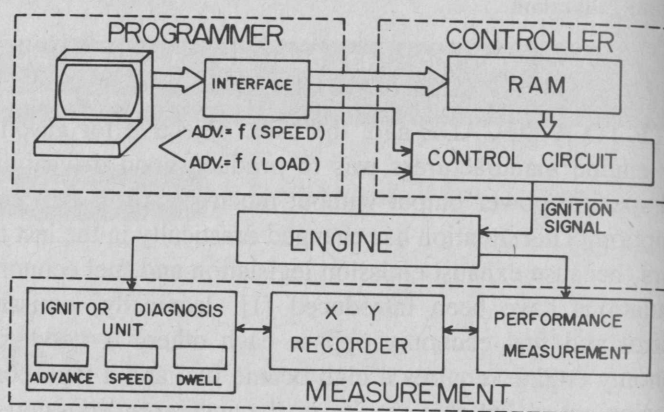 PROGRAMMER
CONTROLLER
INTERFACE
RAM
ADV.= f (SPEED)
ADV.= f (LOAD)
CONTROL CIRCUIT
IGNITION
SIGNAL
ENGINE
IGNITOR DIAGNOSIS
UNIT
ADVANCE SPEED DWELL
X - Y
RECORDER
PERFORMANCE
MEASUREMENT
MEASUREMENT